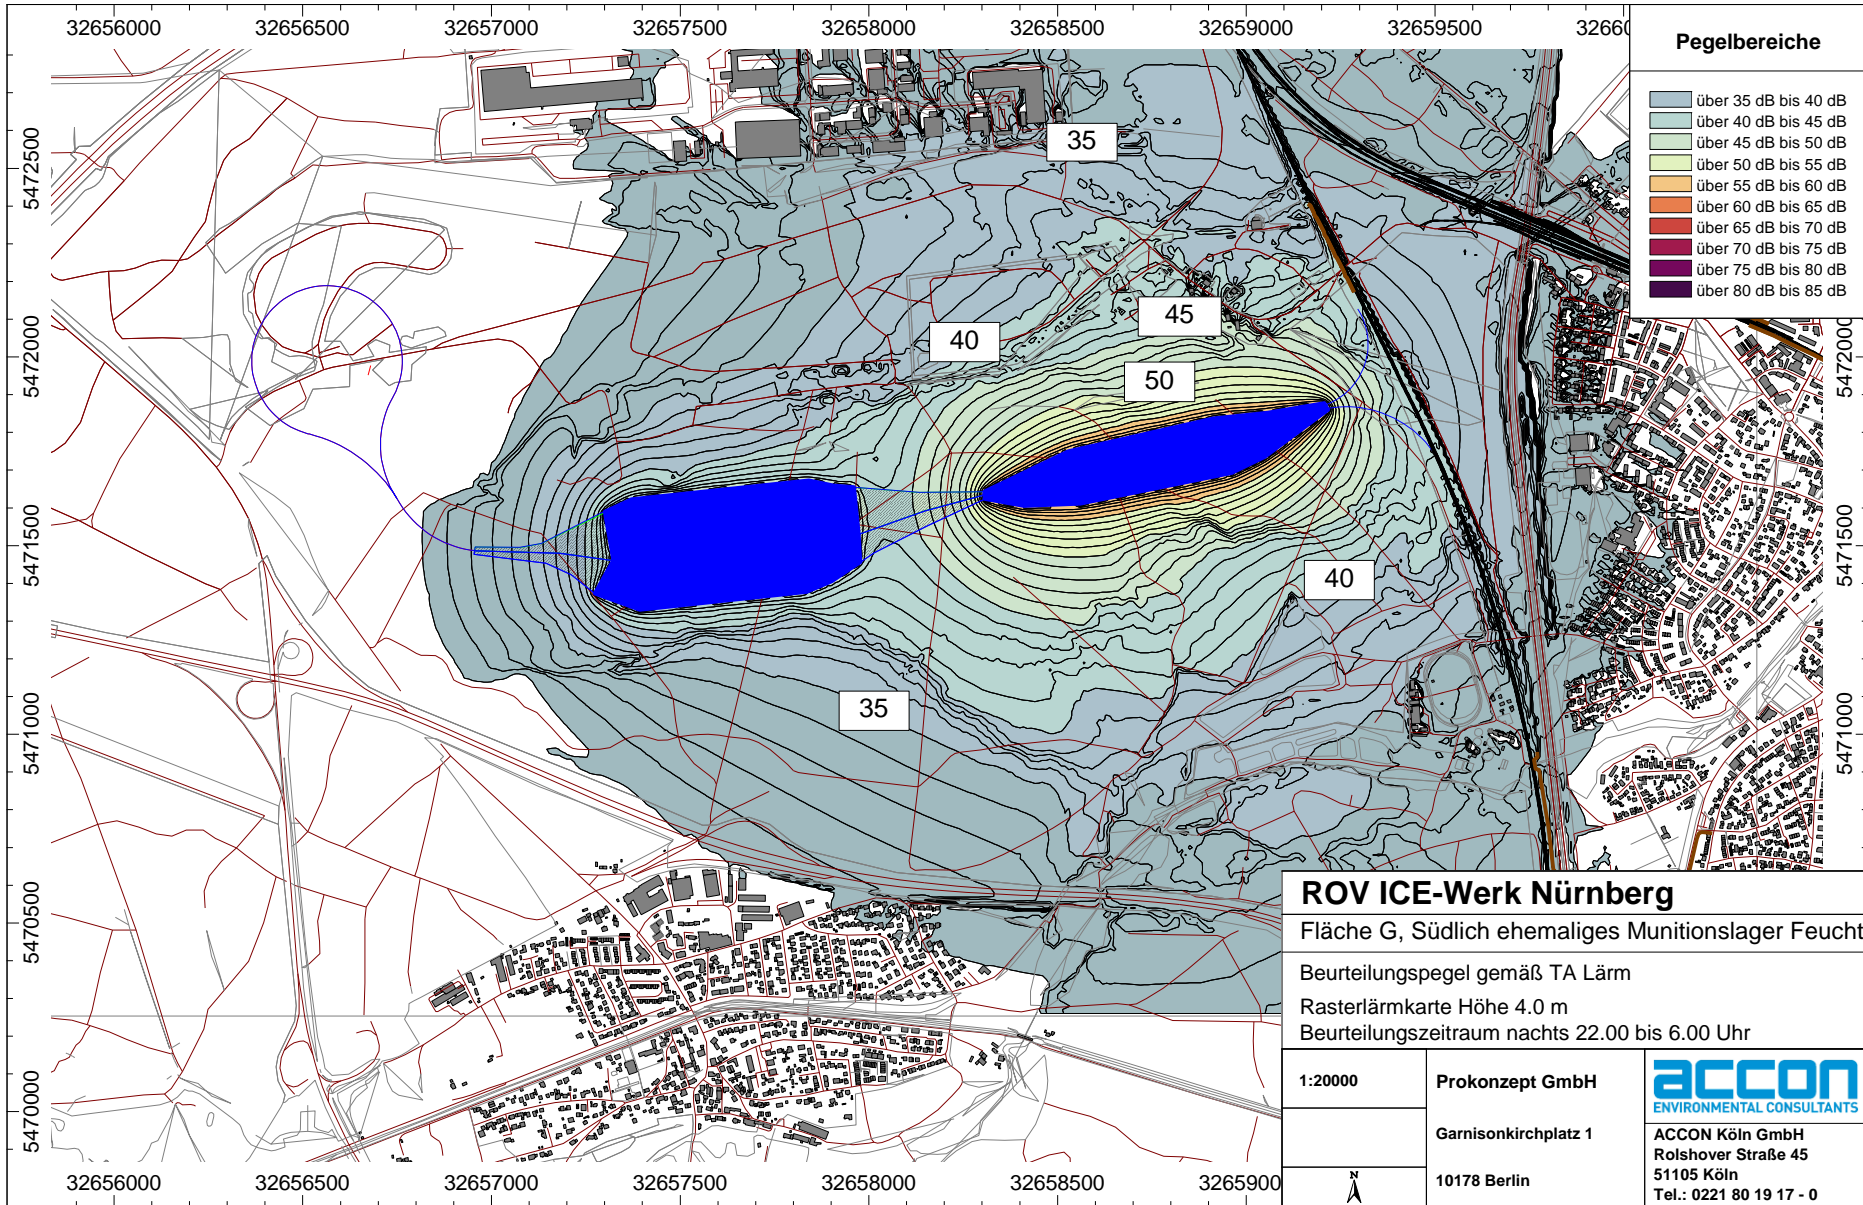 32656000 32656500 32657000 32657500 32658000 32658500 32659000 32659500 32660
Pegelbereiche
über 35 dB bis 40 dB
über 40 dB bis 45 dB
über 45 dB bis 50 dB
über 50 dB bis 55 dB
über 55 dB bis 60 dB
über 60 dB bis 65 dB
über 65 dB bis 70 dB
über 70 dB bis 75 dB
über 75 dB bis 80 dB
über 80 dB bis 85 dB
5472500
5472000
5471500
5471000
5470500
5470000
5472000
5471500
5471000
35
45
40
50
40
35
ROV ICE-Werk Nürnberg
Fläche G, Südlich ehemaliges Munitionslager Feucht
Beurteilungspegel gemäß TA Lärm
Rasterlärmkarte Höhe 4.0 m
Beurteilungszeitraum nachts 22.00 bis 6.00 Uhr
1:20000
N
Prokonzept GmbH
Garnisonkirchplatz 1
10178 Berlin
accon
ENVIRONMENTAL CONSULTANTS
ACCON Köln GmbH
Rolshover Straße 45
51105 Köln
Tel.: 0221 80 19 17 - 0
32656000 32656500 32657000 32657500 32658000 32658500 32659000